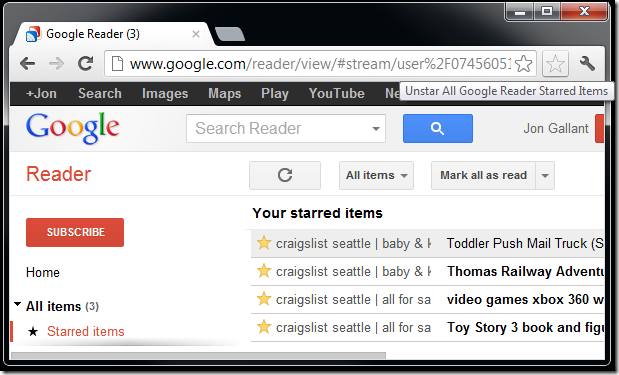 Google Reader (3)
www.google.com/reader/view/#stream/user%2F07456051
Unstar All Google Reader Starred Items
+Jon Search Images Maps Play YouTube
Google
Search Reader
Jon Gallant
Reader
All items
Mark all as read
SUBSCRIBE
Your starred items
craigslist seattle | baby & k Toddler Push Mail Truck (S
Home
craigslist seattle | baby & k Thomas Railway Adventu
All items (3)
craigslist seattle | all for sa video games xbox 360 w
Starred items
craigslist seattle | all for sa Toy Story 3 book and figu